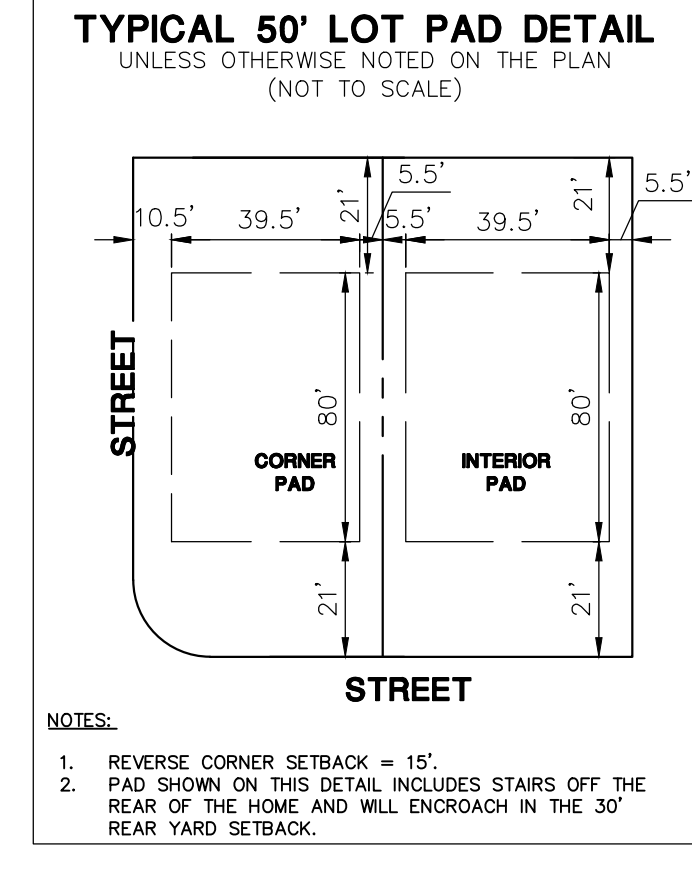 TYPICAL 50' LOT PAD DETAIL
UNLESS OTHERWISE NOTED ON THE PLAN
(NOT TO SCALE)
5.5'
5.5'
21'
21'
10.5'
39.5'
5.5'
39.5'
STREET
80'
80'
CORNER
PAD
INTERIOR
PAD
21'
21'
STREET
NOTES:
1. REVERSE CORNER SETBACK = 15'.
2. PAD SHOWN ON THIS DETAIL INCLUDES STAIRS OFF THE
REAR OF THE HOME AND WILL ENCROACH IN THE 30'
REAR YARD SETBACK.